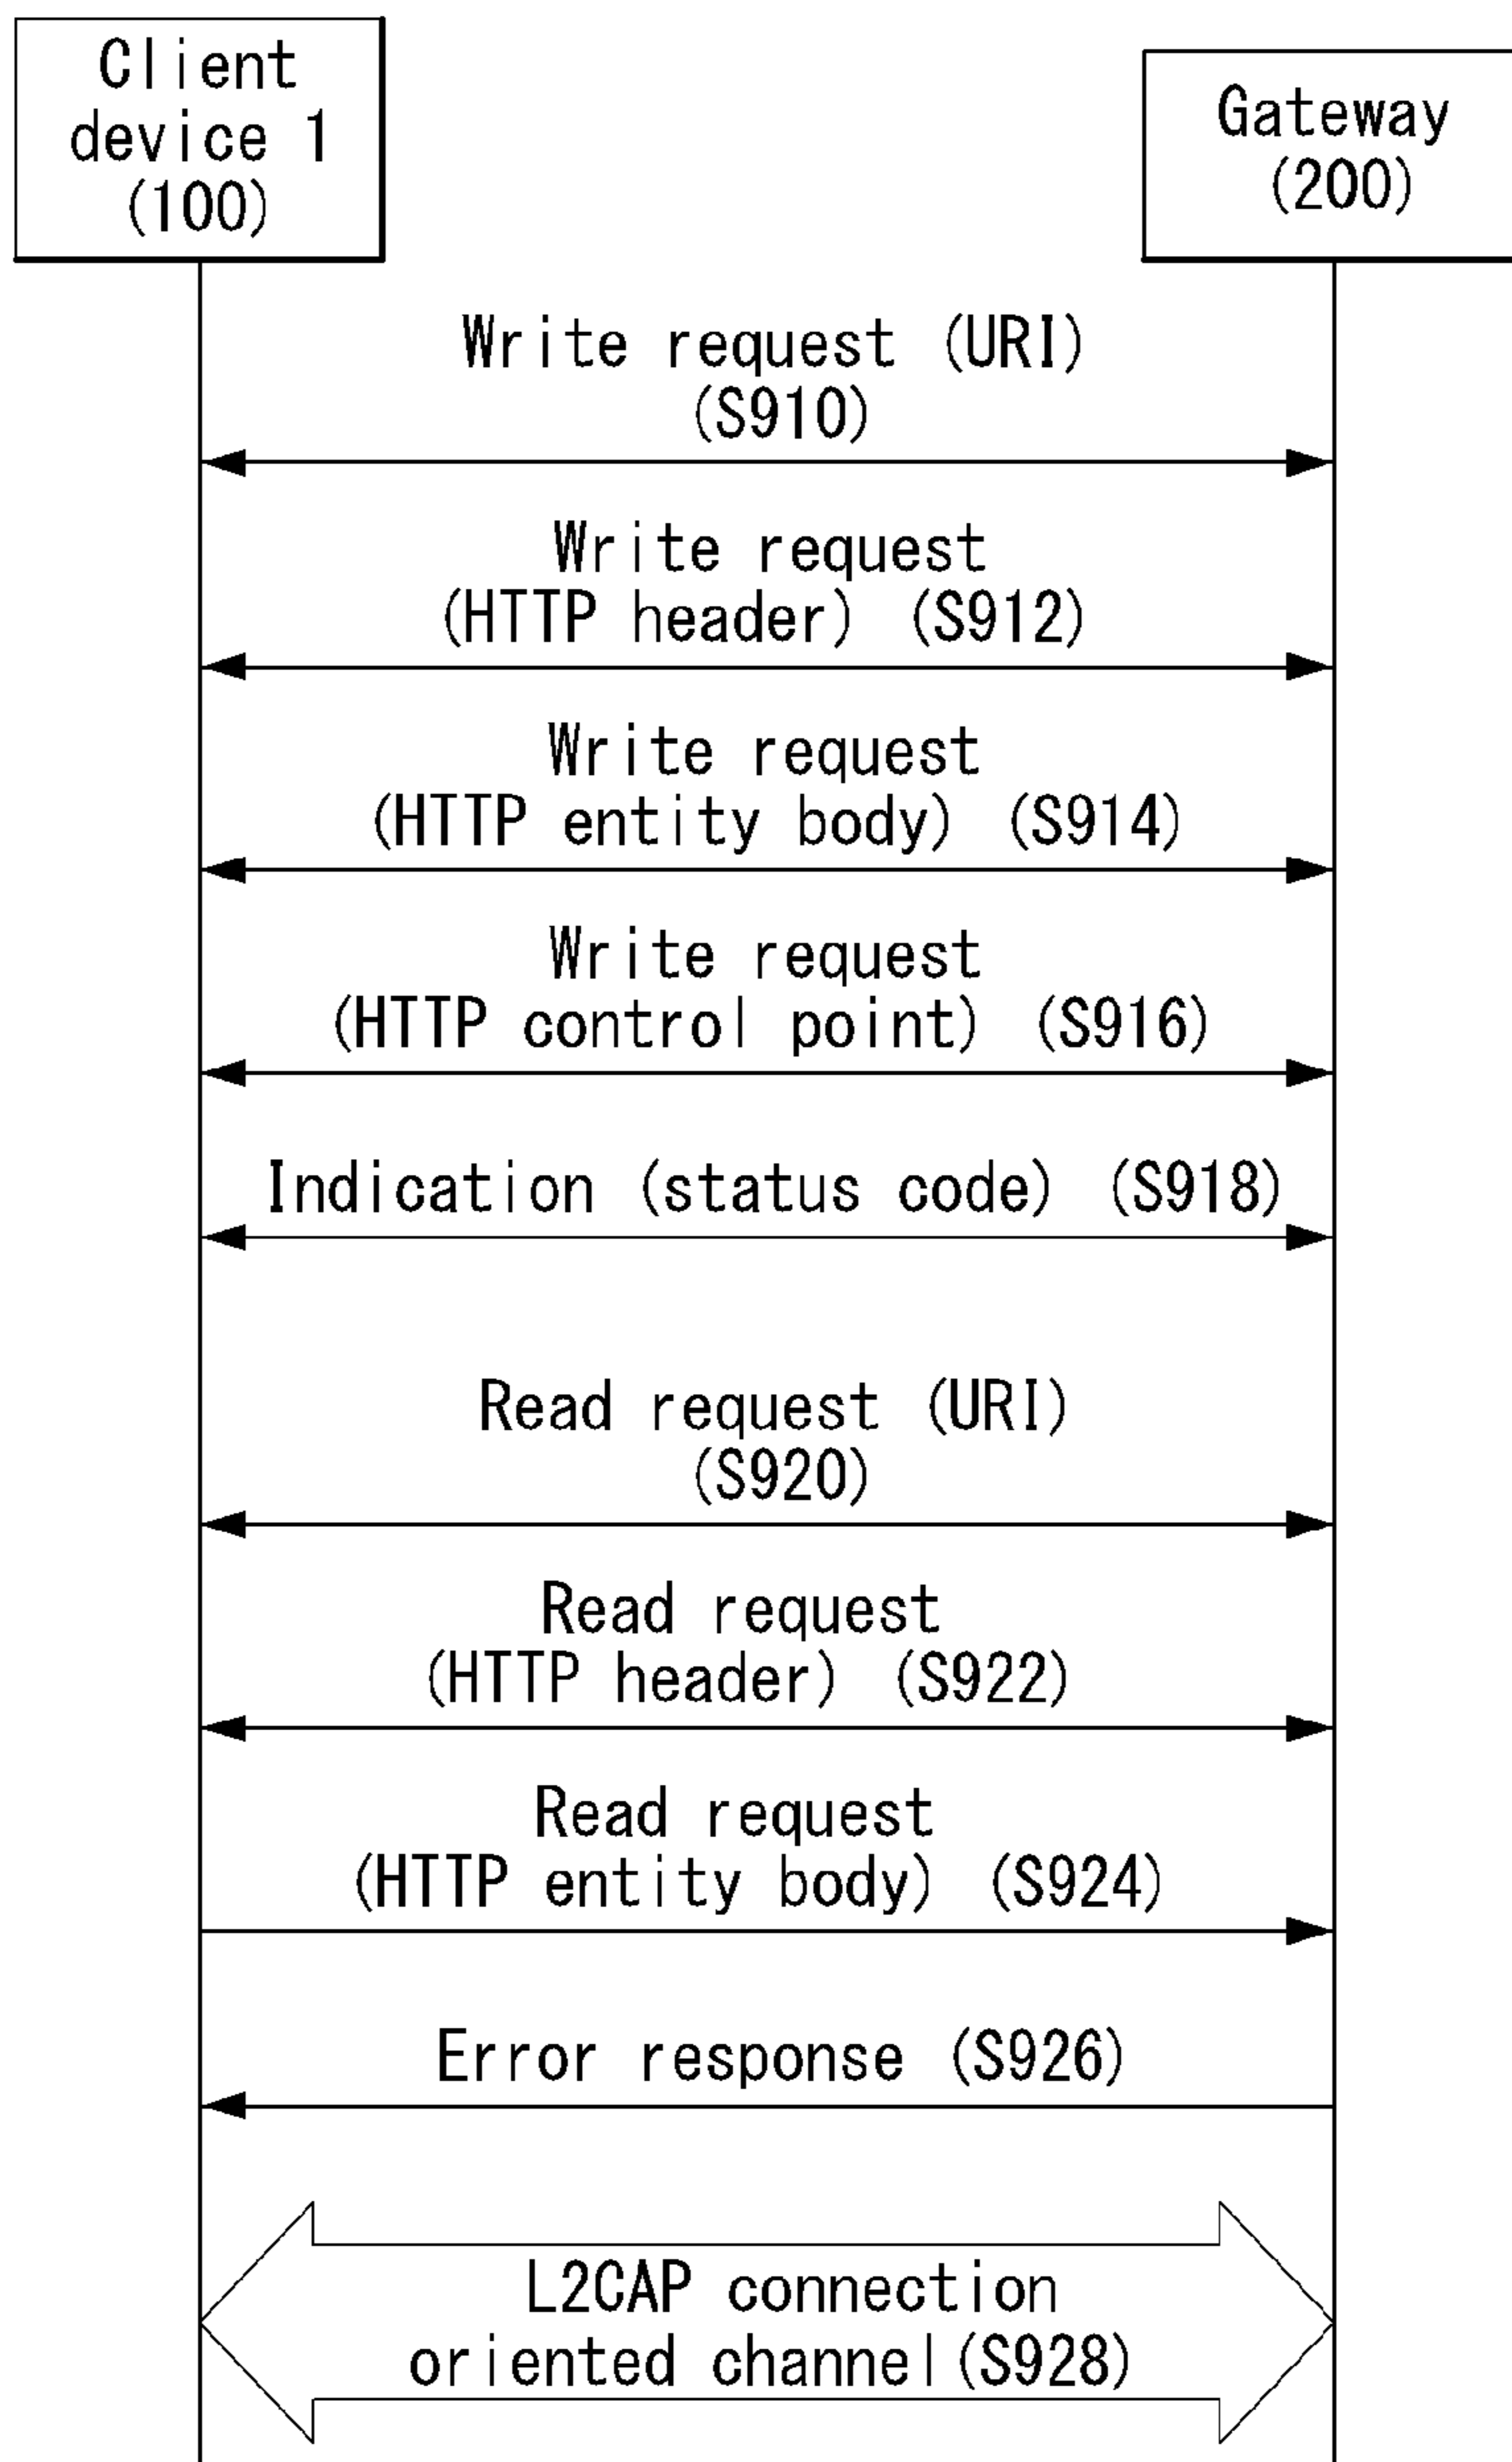 Client
device 1
(100)
Gateway
(200)
Write request (URI)
(S910)
Write request
(HTTP header) (S912)
Write request
(HTTP entity body) (S914)
Write request
(HTTP control point) (S916)
Indication (status code) (S918)
Read request (URI)
(S920)
Read request
(HTTP header) (S922)
Read request
(HTTP entity body) (S924)
Error response (S926)
L2CAP connection
oriented channel(S928)